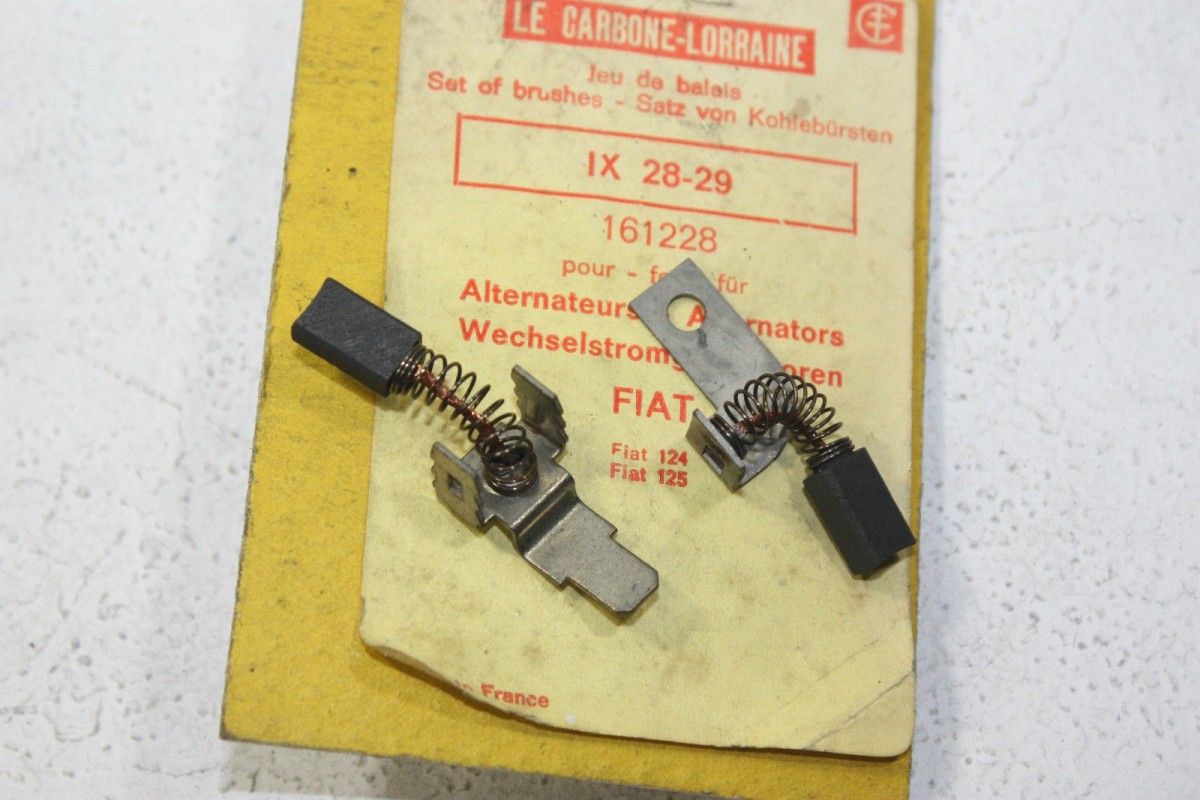 LE CARBONE-LORRAINE
Jeu de balais
Set of brushes - Satz von Kohlebürsten
IX 28-29
161228
pour - für
Alternateurs
Wechselstrom
FIAT
Fiat 124
Fiat 125
France